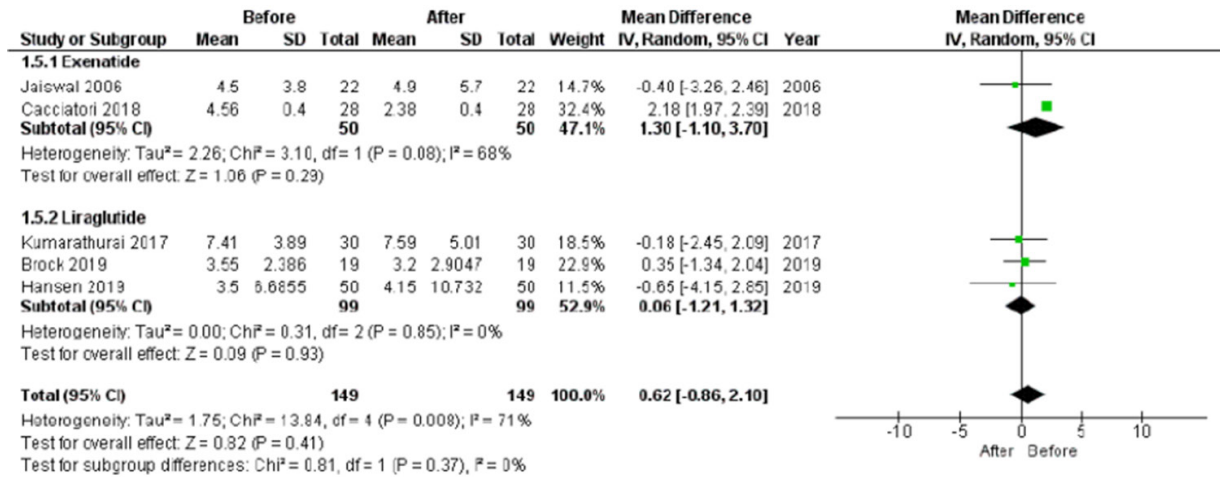 Before After Mean Difference Mean Difference
Study or Subgroup Mean SD Total Mean SD Total Weight IV, Random, 95% CI Year IV, Random, 95% CI
1.5.1 Exenatide
Jaiswal 2006 4.5 3.8 22 4.9 5.7 22 14.7% -0.40 [-3.26, 2.46] 2006
Cacciatori 2018 4.56 0.4 28 2.38 0.4 28 32.4% 2.18 [1.97, 2.39] 2018
Subtotal (95% CI) 50 50 47.1% 1.30 [-1.10, 3.70]
Heterogeneity: Tau² = 2.26; Chi² = 3.10, df = 1 (P = 0.08); I² = 68%
Test for overall effect: Z = 1.06 (P = 0.29)
1.5.2 Liraglutide
Kumarathurai 2017 7.41 3.89 30 7.59 5.01 30 18.5% -0.18 [-2.45, 2.09] 2017
Brock 2019 3.55 2.386 19 3.2 2.9047 19 22.9% 0.35 [-1.34, 2.04] 2019
Hansen 2019 3.5 6.6855 50 4.15 10.732 50 11.5% -0.65 [-4.15, 2.85] 2019
Subtotal (95% CI) 99 99 52.9% 0.06 [-1.21, 1.32]
Heterogeneity: Tau² = 0.00; Chi² = 0.31, df = 2 (P = 0.85); I² = 0%
Test for overall effect: Z = 0.09 (P = 0.93)
Total (95% CI) 149 149 100.0% 0.62 [-0.86, 2.10]
Heterogeneity: Tau² = 1.75; Chi² = 13.84, df = 4 (P = 0.008); I² = 71%
Test for overall effect: Z = 0.82 (P = 0.41)
Test for subgroup differences: Chi² = 0.81, df = 1 (P = 0.37), I² = 0%
-10 -5 0 5 10
After Before